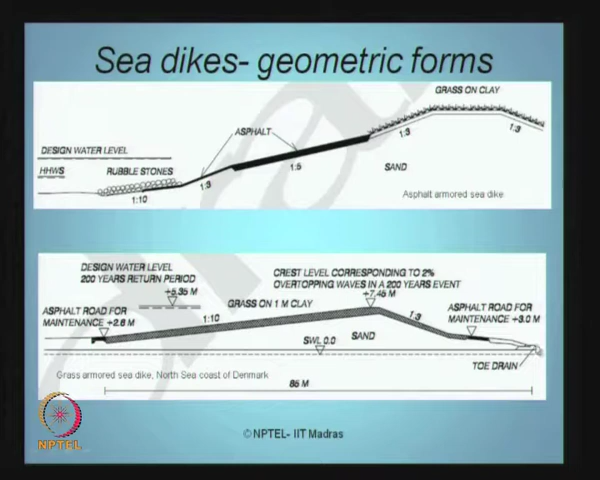 Sea dikes- geometric forms
GRASS ON CLAY
ASPHALT
1:3
1:3
DESIGN WATER LEVEL
HHWS
RUBBLE STONES
1:5
SAND
1:3
1:10
Asphalt armored sea dike
DESIGN WATER LEVEL
200 YEARS RETURN PERIOD
+5.35 M
CREST LEVEL CORRESPONDING TO 2%
OVERTOPPING WAVES IN A 200 YEARS EVENT
+7.45 M
ASPHALT ROAD FOR
MAINTENANCE +2.8 M
GRASS ON 1 M CLAY
1:10
1:3
ASPHALT ROAD FOR
MAINTENANCE +3.0 M
SWL 0.0
SAND
TOE DRAIN
Grass armored sea dike, North Sea coast of Denmark
85 M
NPTEL
© NPTEL- IIT Madras